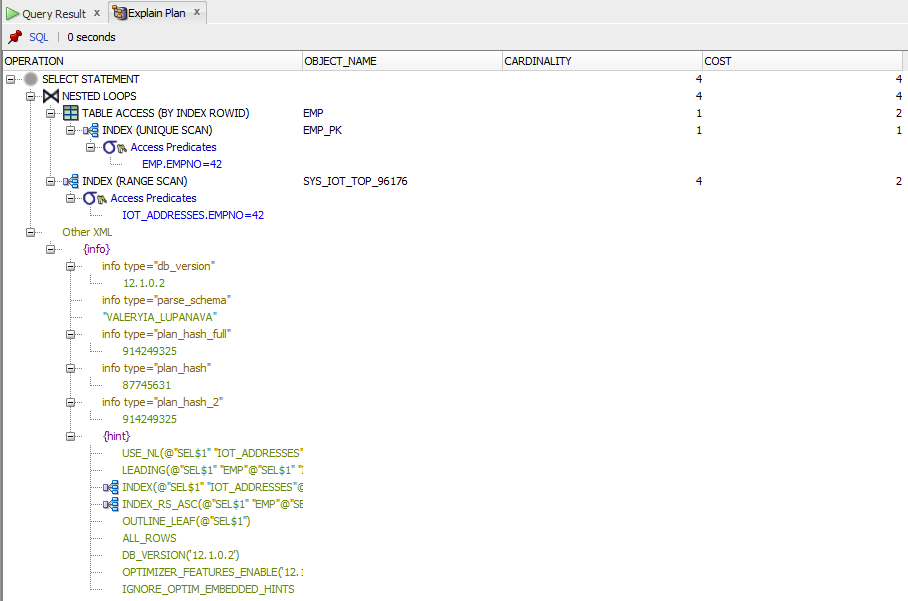 Query Result x Explain Plan x
SQL | 0 seconds
OPERATION OBJECT_NAME CARDINALITY COST
SELECT STATEMENT 4 4
NESTED LOOPS 4 4
TABLE ACCESS (BY INDEX ROWID) EMP 1 2
INDEX (UNIQUE SCAN) EMP_PK 1 1
Access Predicates
EMP.EMPNO=42
INDEX (RANGE SCAN) SYS_IOT_TOP_96176 4 2
Access Predicates
IOT_ADDRESSES.EMPNO=42
Other XML
{info}
info type="db_version"
12.1.0.2
info type="parse_schema"
"VALERYIA_LUPANAVA"
info type="plan_hash_full"
914249325
info type="plan_hash"
87745631
info type="plan_hash_2"
914249325
{hint}
USE_NL(@"SEL$1" "IOT_ADDRESSES"
LEADING(@"SEL$1" "EMP"@"SEL$1" "
INDEX(@"SEL$1" "IOT_ADDRESSES"@
INDEX_RS_ASC(@"SEL$1" "EMP"@"SE
OUTLINE_LEAF(@"SEL$1")
ALL_ROWS
DB_VERSION('12.1.0.2')
OPTIMIZER_FEATURES_ENABLE('12.1
IGNORE_OPTIM_EMBEDDED_HINTS